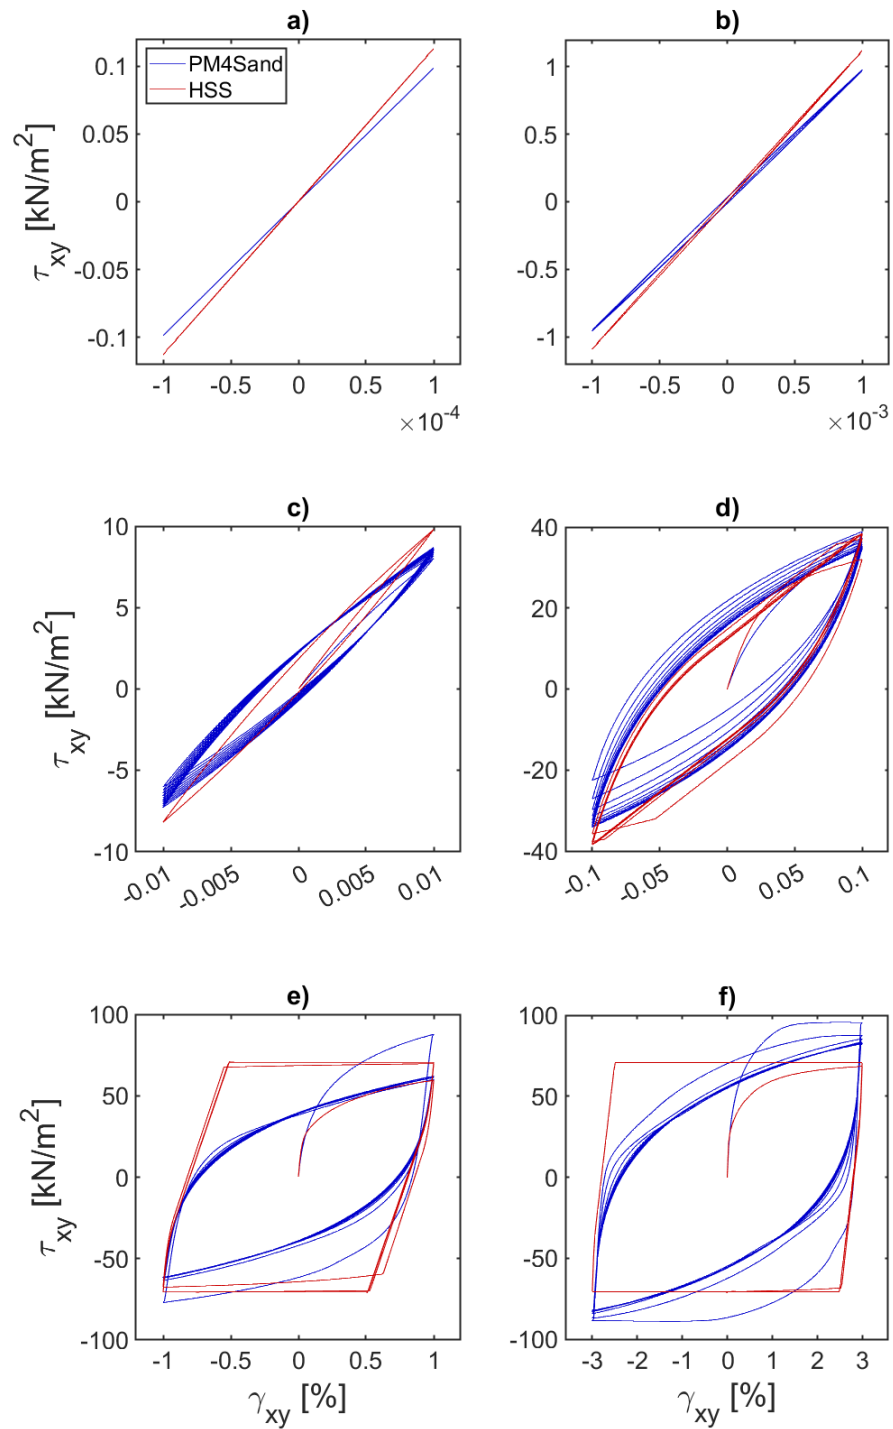 a)
b)
PM4Sand
HSS
τxy [kN/m²]
0.1
0.05
0
-0.05
-0.1
-1 -0.5 0 0.5 1
×10⁻⁴
1
0.5
0
-0.5
-1
-1 -0.5 0 0.5 1
×10⁻³
c)
d)
τxy [kN/m²]
10
5
0
-5
-10
-0.01 -0.005 0 0.005 0.01
40
20
0
-20
-40
-0.1 -0.05 0 0.05 0.1
e)
f)
τxy [kN/m²]
100
50
0
-50
-100
-1 -0.5 0 0.5 1
γxy [%]
100
50
0
-50
-100
-3 -2 -1 0 1 2 3
γxy [%]